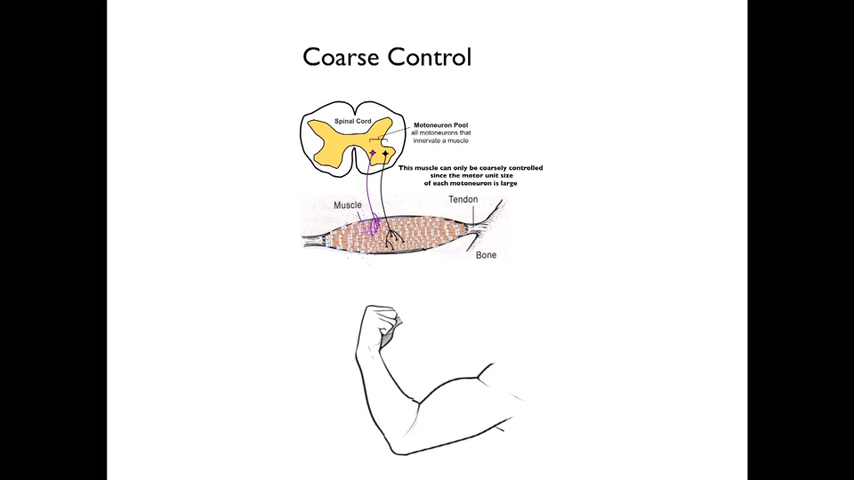 Coarse Control
Spinal Cord
Motoneuron Pool
all motoneurons that
innervate a muscle
This muscle can only be coarsely controlled
since the motor unit size
of each motoneuron is large
Muscle
Tendon
Bone